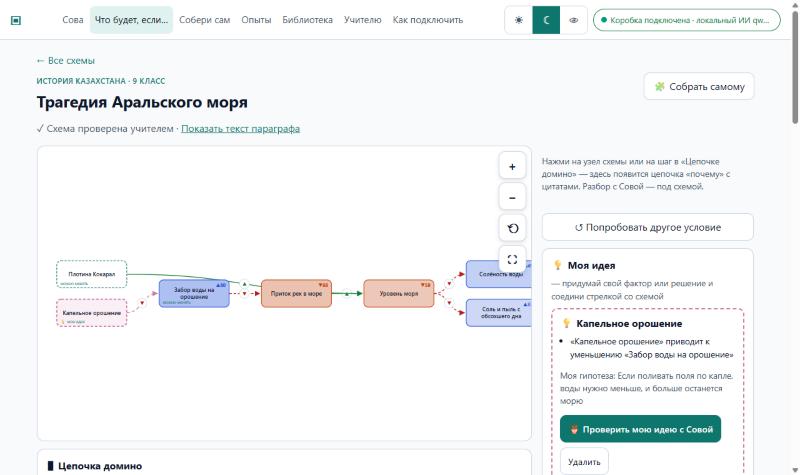 Сова Что будет, если... Собери сам Опыты Библиотека Учителю Как подключить
Коробка подключена · локальный ИИ qw...
← Все схемы
ИСТОРИЯ КАЗАХСТАНА · 9 КЛАСС
Трагедия Аральского моря
✓ Схема проверена учителем · Показать текст параграфа
Собрать самому
+
−
Плотина Кокарал
Капельное орошение
Забор воды на
орошение
Приток рек в море
Уровень моря
Солёность воды
Соль и пыль с
обсохшего дна
Нажми на узел схемы или на шаг в «Цепочке
домино» — здесь появится цепочка «почему» с
цитатами. Разбор с Совой — под схемой.
↺ Попробовать другое условие
Моя идея
— придумай свой фактор или решение и
соедини стрелкой со схемой
Капельное орошение
• «Капельное орошение» приводит к
уменьшению «Забор воды на орошение»
Моя гипотеза: Если поливать поля по капле,
воды нужно меньше, и больше останется
морю
Проверить мою идею с Совой
Удалить
Цепочка домино